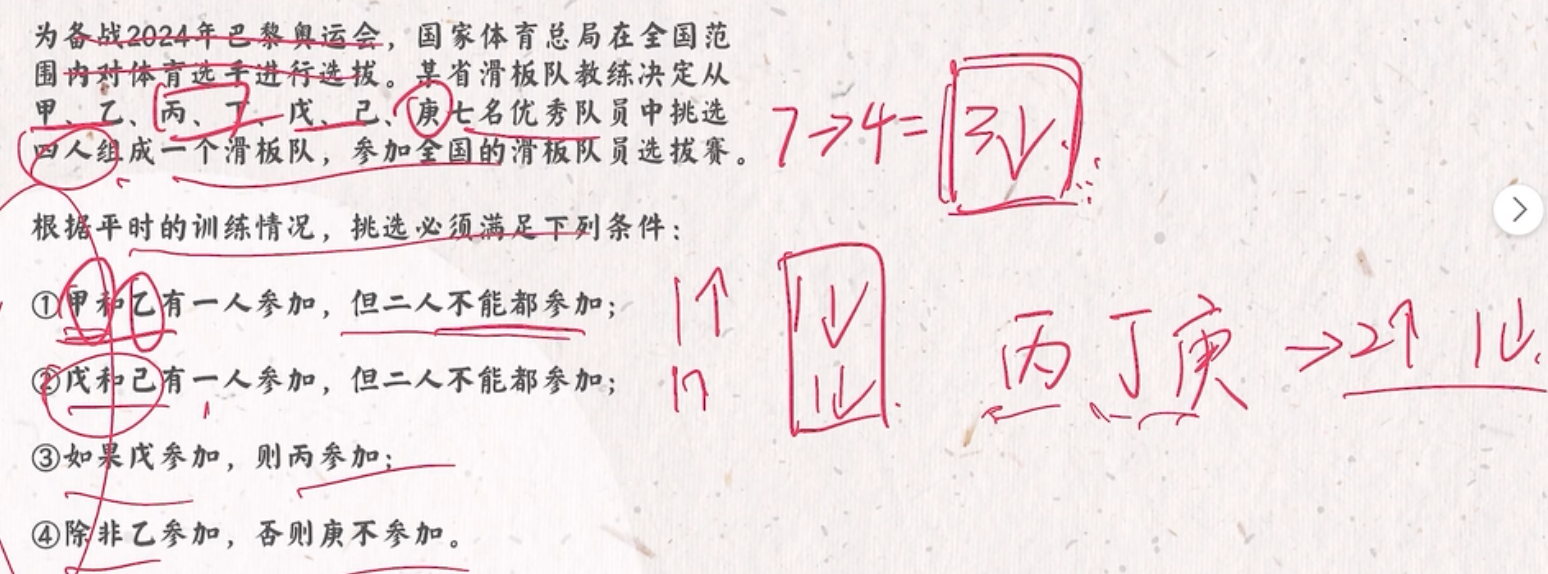 为备战2024年巴黎奥运会，国家体育总局在全国范
围内对体育选手进行选拔。某省滑板队教练决定从
甲、乙、丙、丁、戊、己、庚七名优秀队员中挑选
四人组成一个滑板队，参加全国的滑板队员选拔赛。
7→4=3↓
根据平时的训练情况，挑选必须满足下列条件：
①甲和乙有一人参加，但二人不能都参加；
1↑ 1↓
②戊和己有一人参加，但二人不能都参加；
1↑ 1↓
丙 丁 庚 →2↑ 1↓
③如果戊参加，则丙参加；
④除非乙参加，否则庚不参加。